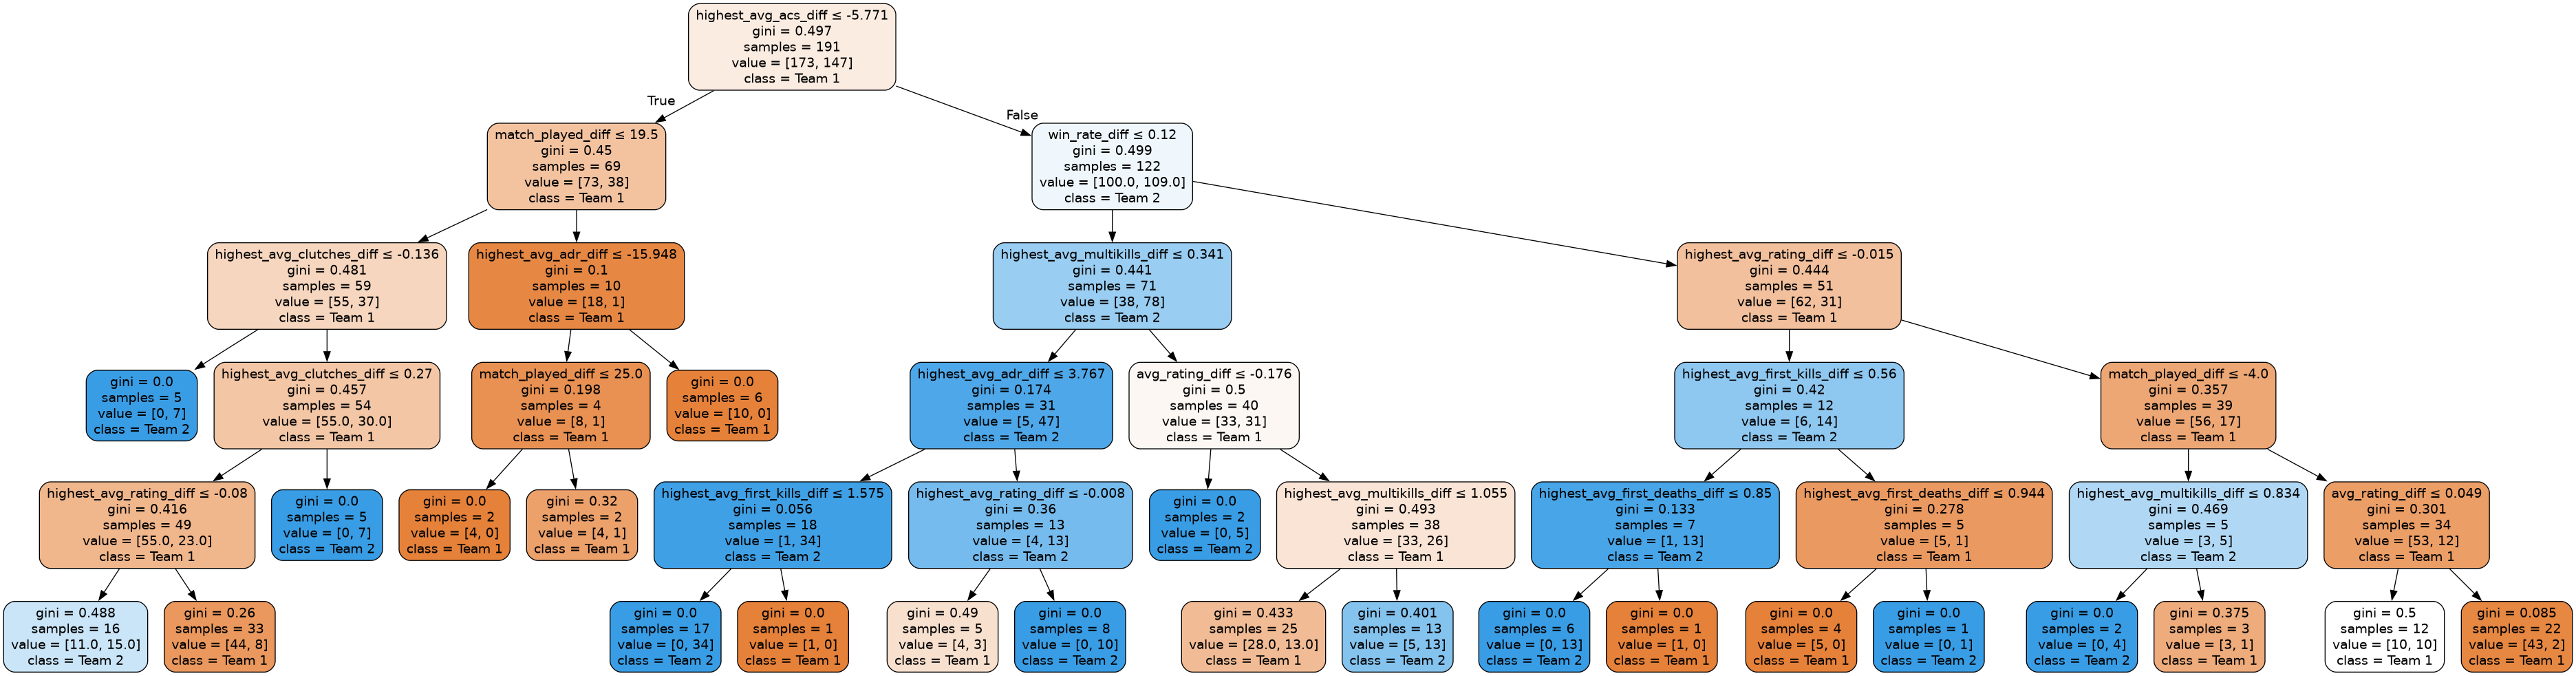 highest_avg_acs_diff ≤ -5.771
gini = 0.497
samples = 191
value = [173, 147]
class = Team 1
True
False
match_played_diff ≤ 19.5
gini = 0.45
samples = 69
value = [73, 38]
class = Team 1
win_rate_diff ≤ 0.12
gini = 0.499
samples = 122
value = [100.0, 109.0]
class = Team 2
highest_avg_clutches_diff ≤ -0.136
gini = 0.481
samples = 59
value = [55, 37]
class = Team 1
highest_avg_adr_diff ≤ -15.948
gini = 0.1
samples = 10
value = [18, 1]
class = Team 1
highest_avg_multikills_diff ≤ 0.341
gini = 0.441
samples = 71
value = [38, 78]
class = Team 2
highest_avg_rating_diff ≤ -0.015
gini = 0.444
samples = 51
value = [62, 31]
class = Team 1
gini = 0.0
samples = 5
value = [0, 7]
class = Team 2
highest_avg_clutches_diff ≤ 0.27
gini = 0.457
samples = 54
value = [55.0, 30.0]
class = Team 1
match_played_diff ≤ 25.0
gini = 0.198
samples = 4
value = [8, 1]
class = Team 1
gini = 0.0
samples = 6
value = [10, 0]
class = Team 1
highest_avg_adr_diff ≤ 3.767
gini = 0.174
samples = 31
value = [5, 47]
class = Team 2
avg_rating_diff ≤ -0.176
gini = 0.5
samples = 40
value = [33, 31]
class = Team 1
highest_avg_first_kills_diff ≤ 0.56
gini = 0.42
samples = 12
value = [6, 14]
class = Team 2
match_played_diff ≤ -4.0
gini = 0.357
samples = 39
value = [56, 17]
class = Team 1
highest_avg_rating_diff ≤ -0.08
gini = 0.416
samples = 49
value = [55.0, 23.0]
class = Team 1
gini = 0.0
samples = 5
value = [0, 7]
class = Team 2
gini = 0.0
samples = 2
value = [4, 0]
class = Team 1
gini = 0.32
samples = 2
value = [4, 1]
class = Team 1
highest_avg_first_kills_diff ≤ 1.575
gini = 0.056
samples = 18
value = [1, 34]
class = Team 2
highest_avg_rating_diff ≤ -0.008
gini = 0.36
samples = 13
value = [4, 13]
class = Team 2
gini = 0.0
samples = 2
value = [0, 5]
class = Team 2
highest_avg_multikills_diff ≤ 1.055
gini = 0.493
samples = 38
value = [33, 26]
class = Team 1
highest_avg_first_deaths_diff ≤ 0.85
gini = 0.133
samples = 7
value = [1, 13]
class = Team 2
highest_avg_first_deaths_diff ≤ 0.944
gini = 0.278
samples = 5
value = [5, 1]
class = Team 1
highest_avg_multikills_diff ≤ 0.834
gini = 0.469
samples = 5
value = [3, 5]
class = Team 2
avg_rating_diff ≤ 0.049
gini = 0.301
samples = 34
value = [53, 12]
class = Team 1
gini = 0.488
samples = 16
value = [11.0, 15.0]
class = Team 2
gini = 0.26
samples = 33
value = [44, 8]
class = Team 1
gini = 0.0
samples = 17
value = [0, 34]
class = Team 2
gini = 0.0
samples = 1
value = [1, 0]
class = Team 1
gini = 0.49
samples = 5
value = [4, 3]
class = Team 1
gini = 0.0
samples = 8
value = [0, 10]
class = Team 2
gini = 0.433
samples = 25
value = [28.0, 13.0]
class = Team 1
gini = 0.401
samples = 13
value = [5, 13]
class = Team 2
gini = 0.0
samples = 6
value = [0, 13]
class = Team 2
gini = 0.0
samples = 1
value = [1, 0]
class = Team 1
gini = 0.0
samples = 4
value = [5, 0]
class = Team 1
gini = 0.0
samples = 1
value = [0, 1]
class = Team 2
gini = 0.0
samples = 2
value = [0, 4]
class = Team 2
gini = 0.375
samples = 3
value = [3, 1]
class = Team 1
gini = 0.5
samples = 12
value = [10, 10]
class = Team 1
gini = 0.085
samples = 22
value = [43, 2]
class = Team 1